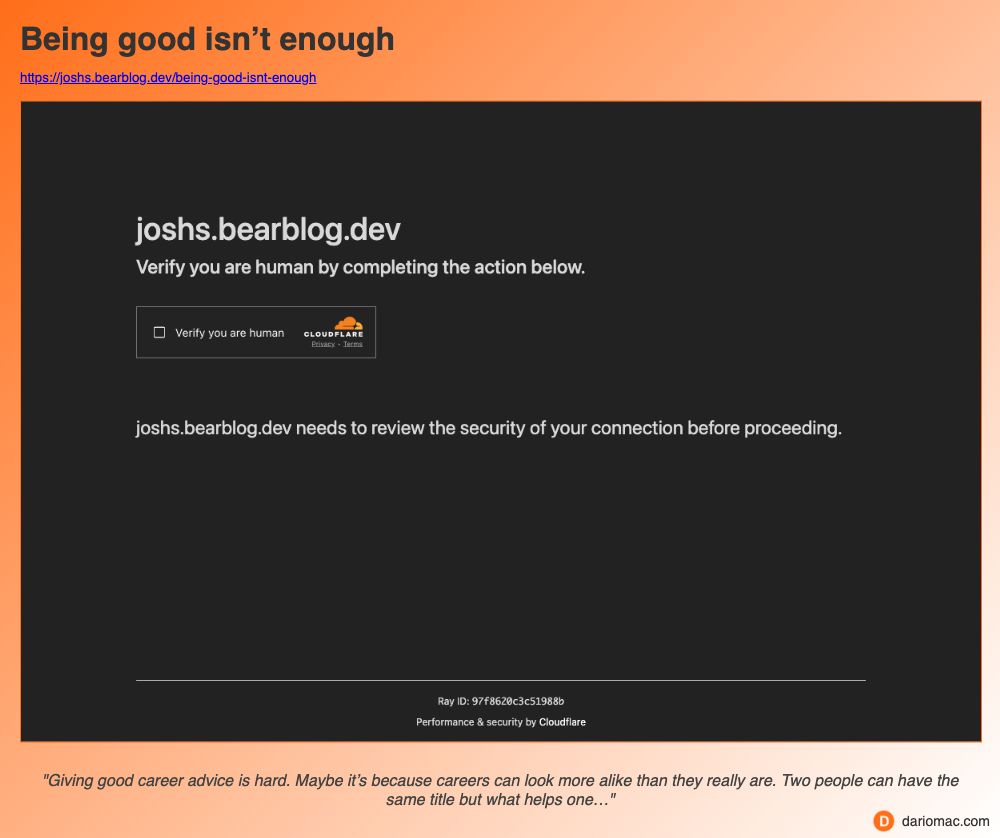 Being good isn’t enough
https://joshs.bearblog.dev/being-good-isnt-enough
joshs.bearblog.dev
Verify you are human by completing the action below.
Verify you are human
CLOUDFLARE
Privacy • Terms
joshs.bearblog.dev needs to review the security of your connection before proceeding.
Ray ID: 97f8620c3c51988b
Performance & security by Cloudflare
"Giving good career advice is hard. Maybe it’s because careers can look more alike than they really are. Two people can have the
same title but what helps one…"
D dariomac.com